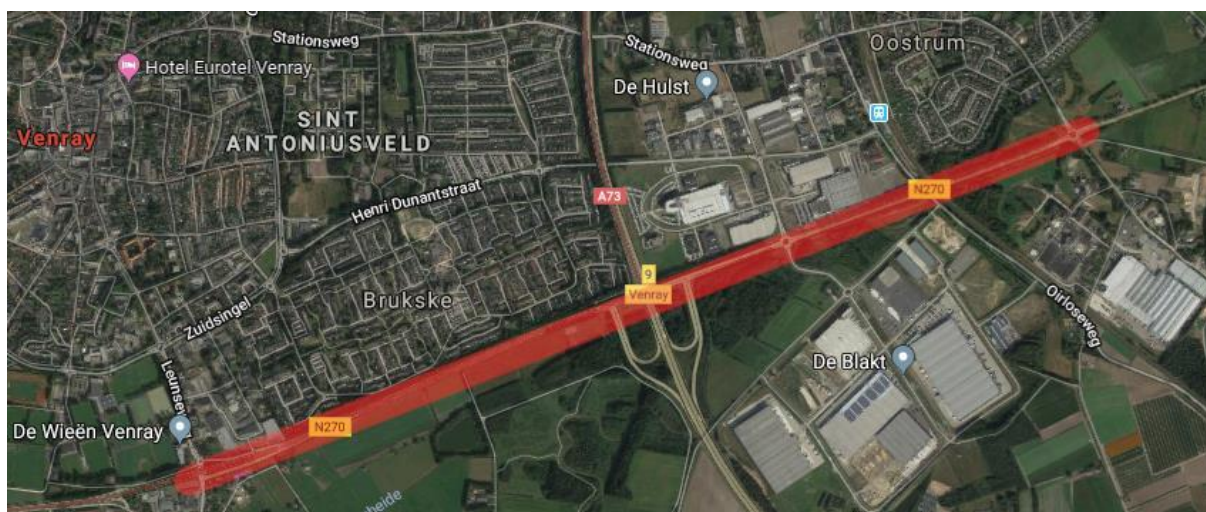 Stationsweg
Stationsweg
Oostrum
Hotel Eurotel Venray
De Hulst
SINT
ANTONIUSVELD
Venray
Henri Dunantstraat
A73
N270
9
Venray
Brukske
Zuidsingel
Oirloseweg
De Blakt
De Wieën Venray
N270